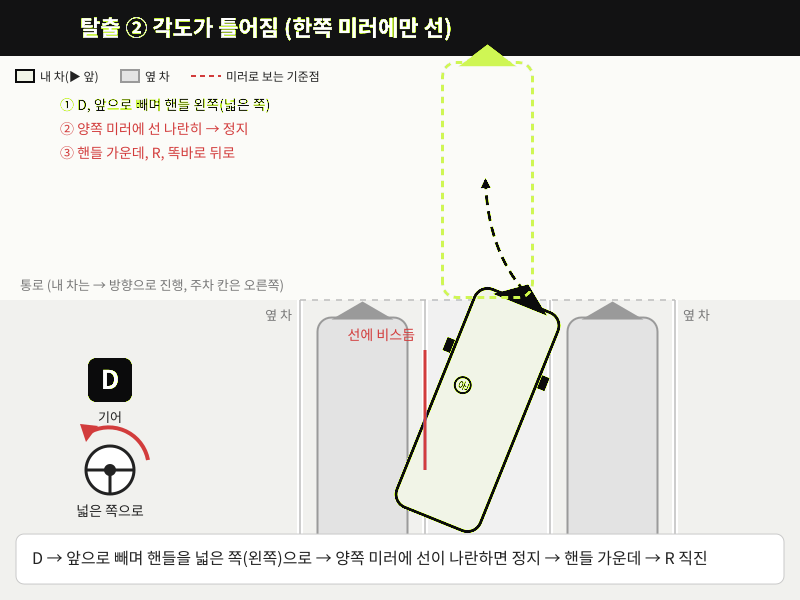 탈출 ② 각도가 틀어짐 (한쪽 미러에만 선)
내 차(▶ 앞)
옆 차
미러로 보는 기준점
① D, 앞으로 빼며 핸들 왼쪽(넓은 쪽)
② 양쪽 미러에 선 나란히 → 정지
③ 핸들 가운데, R, 똑바로 뒤로
통로 (내 차는 → 방향으로 진행, 주차 칸은 오른쪽)
옆 차
옆 차
선에 비스듬
D
기어
넓은 쪽으로
D → 앞으로 빼며 핸들을 넓은 쪽(왼쪽)으로 → 양쪽 미러에 선이 나란하면 정지 → 핸들 가운데 → R 직진